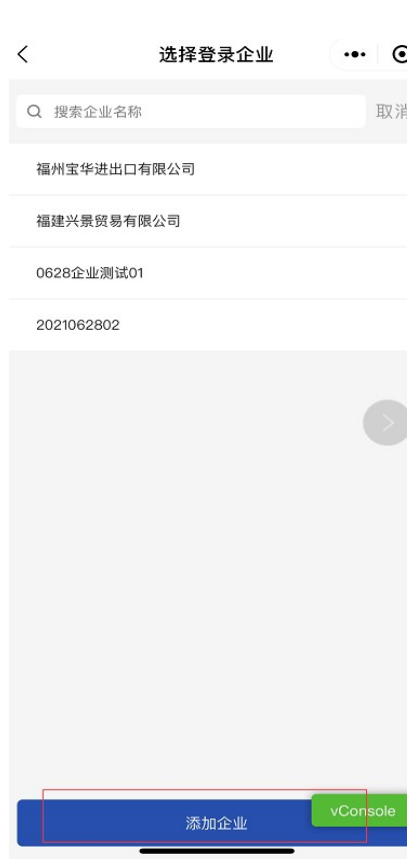 选择登录企业
搜索企业名称
取消
福州宝华进出口有限公司
福建兴景贸易有限公司
0628企业测试01
2021062802
添加企业
vConsole